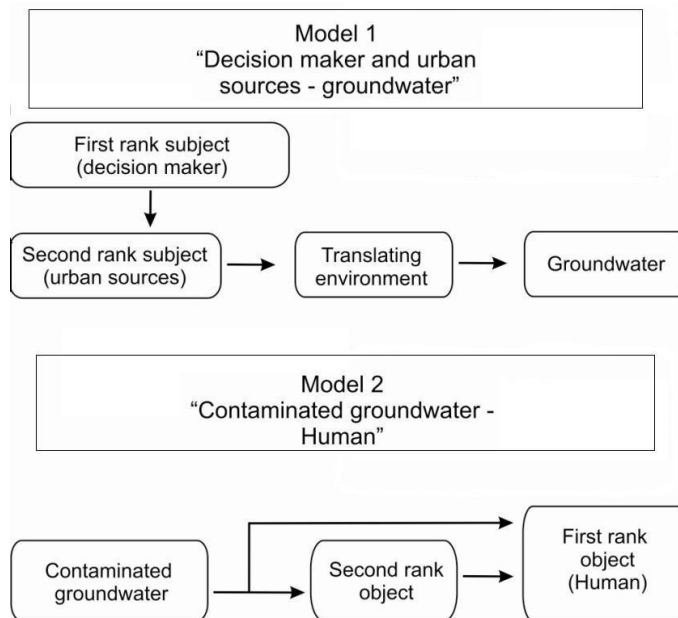 Model 1
“Decision maker and urban
sources - groundwater”
First rank subject
(decision maker)
Second rank subject
(urban sources)
Translating
environment
Groundwater
Model 2
“Contaminated groundwater -
Human”
Contaminated
groundwater
Second rank
object
First rank
object
(Human)